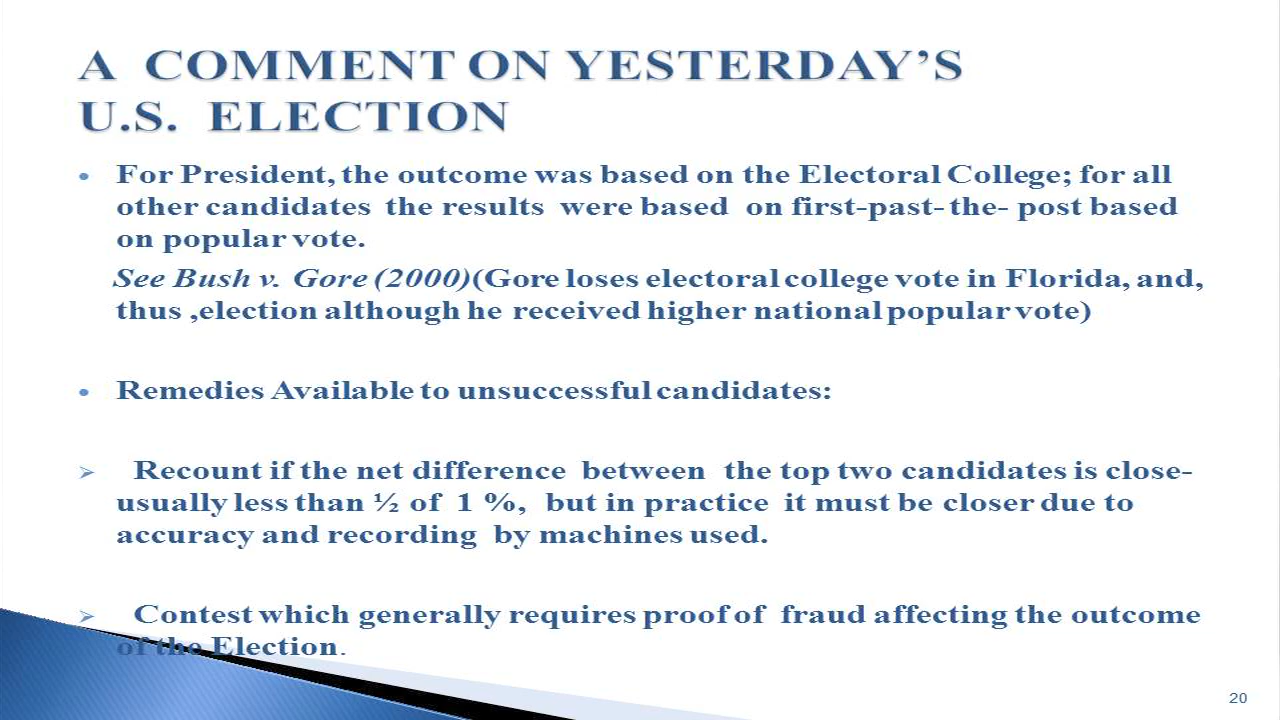 A COMMENT ON YESTERDAY’S
U.S. ELECTION
• For President, the outcome was based on the Electoral College; for all
other candidates the results were based on first-past-the- post based
on popular vote.
See Bush v. Gore (2000)(Gore loses electoral college vote in Florida, and,
thus ,election although he received higher national popular vote)
• Remedies Available to unsuccessful candidates:
➢ Recount if the net difference between the top two candidates is close-
usually less than ½ of 1 %, but in practice it must be closer due to
accuracy and recording by machines used.
➢ Contest which generally requires proof of fraud affecting the outcome
of the Election.
20